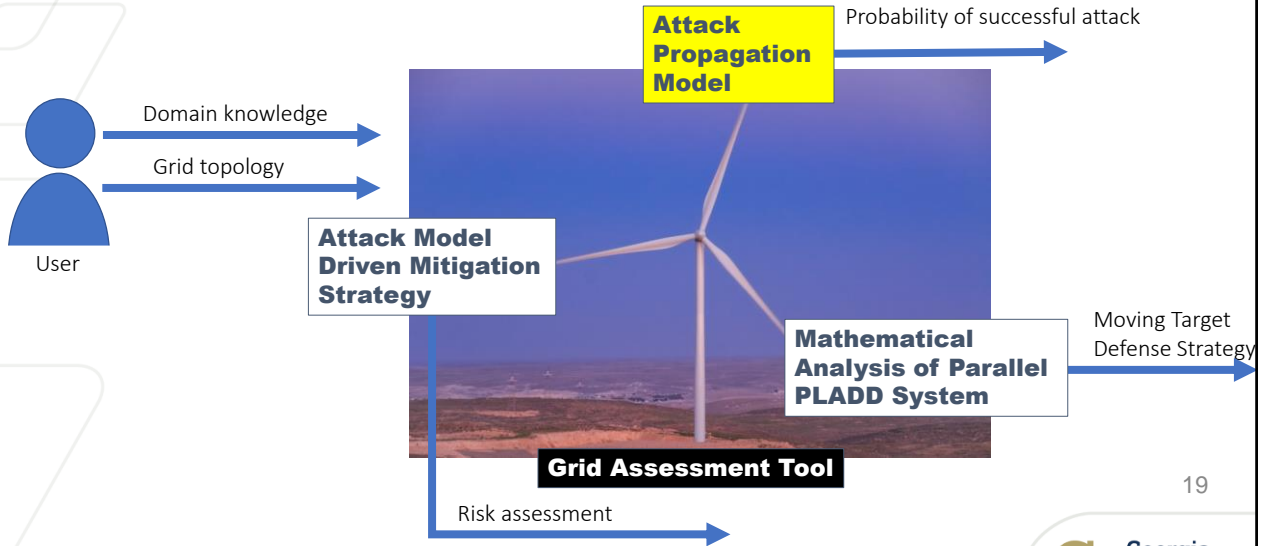 Probability of successful attack
Attack
Propagation
Model
Domain knowledge
Grid topology
User
Attack Model
Driven Mitigation
Strategy
Mathematical
Analysis of Parallel
PLADD System
Moving Target
Defense Strategy
Grid Assessment Tool
Risk assessment
19